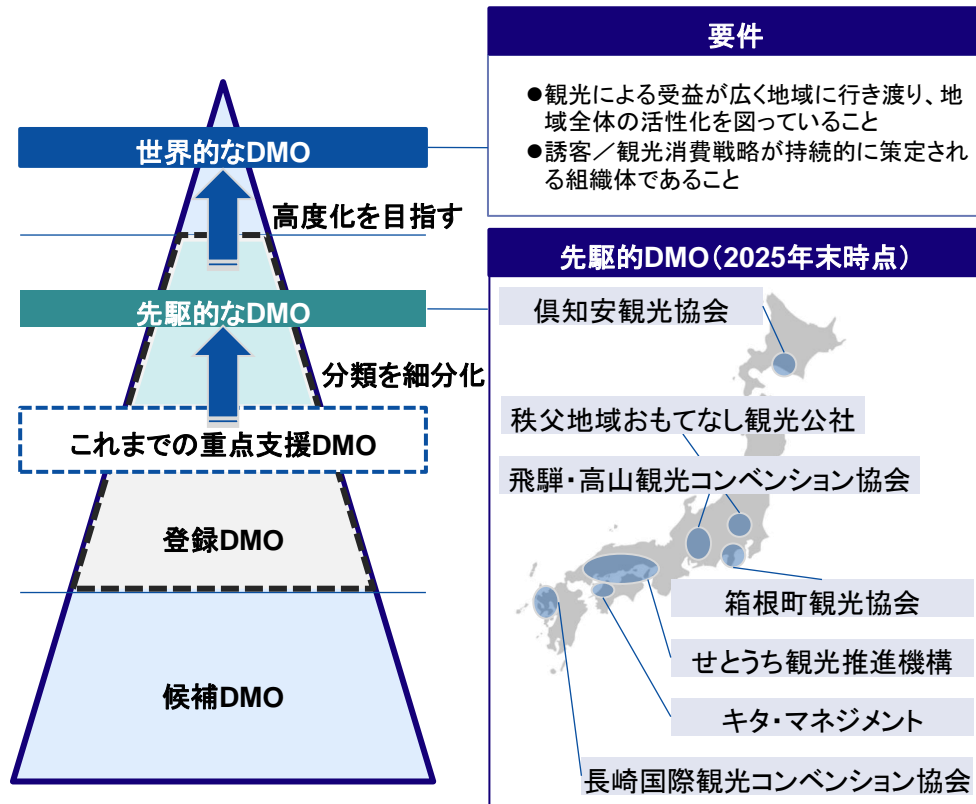 世界的なDMO
高度化を目指す
先駆的なDMO
分類を細分化
これまでの重点支援DMO
登録DMO
候補DMO
要件
●観光による受益が広く地域に行き渡り、地
域全体の活性化を図っていること
●誘客／観光消費戦略が持続的に策定され
る組織体であること
先駆的DMO（2025年末時点）
倶知安観光協会
秩父地域おもてなし観光公社
飛騨・高山観光コンベンション協会
箱根町観光協会
せとうち観光推進機構
キタ・マネジメント
長崎国際観光コンベンション協会